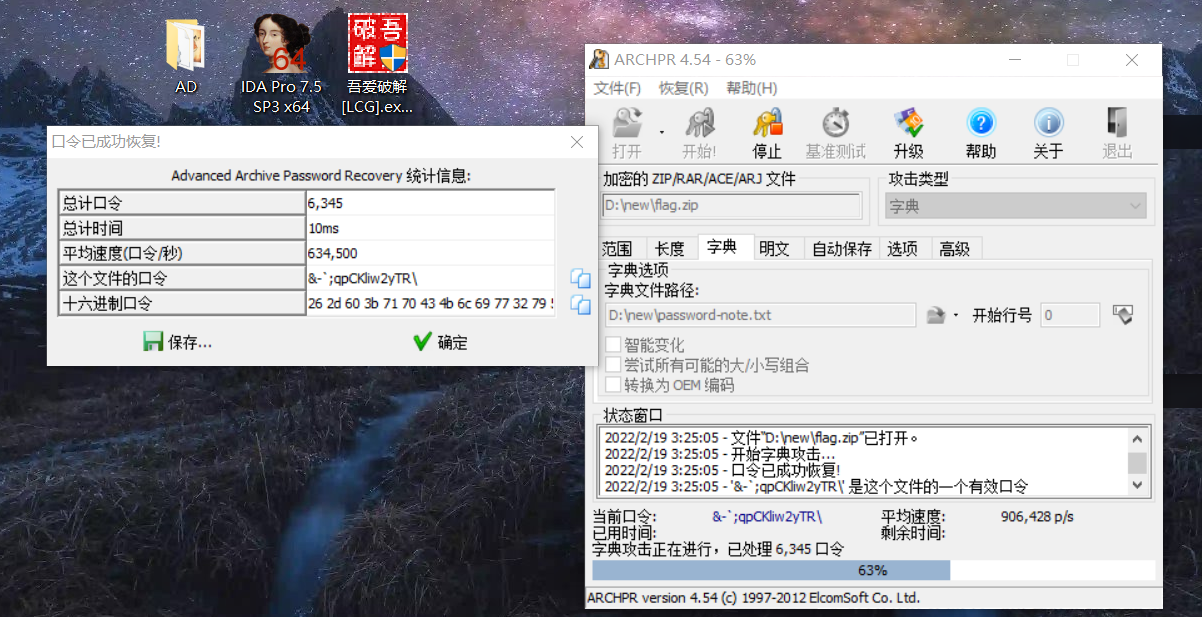 破吾
解
64
AD
IDA Pro 7.5
SP3 x64
吾爱破解
[LCG].ex...
口令已成功恢复!
Advanced Archive Password Recovery 统计信息:
总计口令 6,345
总计时间 10ms
平均速度(口令/秒) 634,500
这个文件的口令 &-`;qpCKliw2yTR\
十六进制口令 26 2d 60 3b 71 70 43 4b 6c 69 77 32 79 5
保存...
确定
ARCHPR 4.54 - 63%
文件(F) 恢复(R) 帮助(H)
打开 开始! 停止 基准测试 升级 帮助 关于 退出
加密的 ZIP/RAR/ACE/ARJ 文件
D:\new\flag.zip
攻击类型
字典
范围 长度 字典 明文 自动保存 选项 高级
字典选项
字典文件路径:
D:\new\password-note.txt
开始行号 0
智能变化
尝试所有可能的大/小写组合
转换为 OEM 编码
状态窗口
2022/2/19 3:25:05 - 文件"D:\new\flag.zip"已打开。
2022/2/19 3:25:05 - 开始字典攻击...
2022/2/19 3:25:05 - 口令已成功恢复!
2022/2/19 3:25:05 - '&-`;qpCKliw2yTR\' 是这个文件的一个有效口令
当前口令: &-`;qpCKliw2yTR\ 平均速度: 906,428 p/s
已用时间: 剩余时间:
字典攻击正在进行，已处理 6,345 口令
63%
ARCHPR version 4.54 (c) 1997-2012 ElcomSoft Co. Ltd.